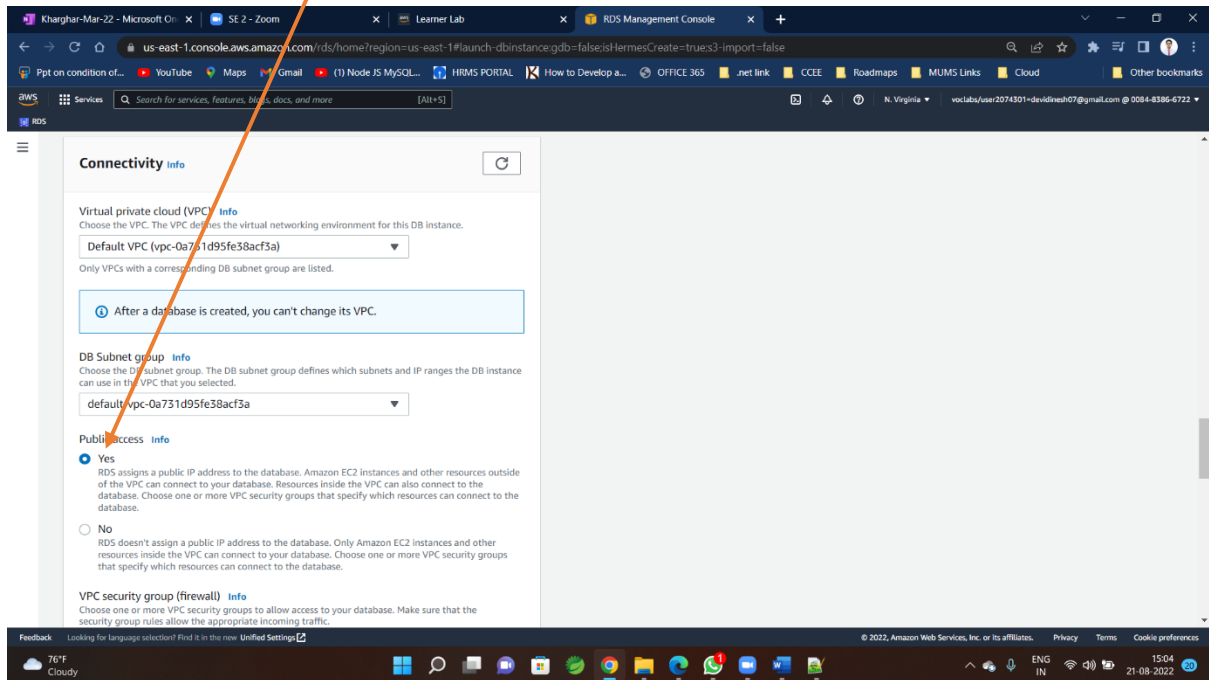 Kharghar-Mar-22 - Microsoft On
SE 2 - Zoom
Learner Lab
RDS Management Console
us-east-1.console.aws.amazon.com/rds/home?region=us-east-1#launch-dbinstance:gdb=false;isHermesCreate=true;s3-import=false
Ppt on condition of...
YouTube
Maps
Gmail
(1) Node JS MySQL...
HRMS PORTAL
How to Develop a...
OFFICE 365
.net link
CCEE
Roadmaps
MUMS Links
Cloud
Other bookmarks
aws
Services
Search for services, features, blogs, docs, and more
[Alt+S]
N. Virginia
voclabs/user2074301=devidinesh07@gmail.com @ 0084-8386-6722
RDS
Connectivity Info
Virtual private cloud (VPC) Info
Choose the VPC. The VPC defines the virtual networking environment for this DB instance.
Default VPC (vpc-0a731d95fe38acf3a)
Only VPCs with a corresponding DB subnet group are listed.
After a database is created, you can't change its VPC.
DB Subnet group Info
Choose the DB subnet group. The DB subnet group defines which subnets and IP ranges the DB instance
can use in the VPC that you selected.
default-vpc-0a731d95fe38acf3a
Public access Info
Yes
RDS assigns a public IP address to the database. Amazon EC2 instances and other resources outside
of the VPC can connect to your database. Resources inside the VPC can also connect to the
database. Choose one or more VPC security groups that specify which resources can connect to the
database.
No
RDS doesn't assign a public IP address to the database. Only Amazon EC2 instances and other
resources inside the VPC can connect to your database. Choose one or more VPC security groups
that specify which resources can connect to the database.
VPC security group (firewall) Info
Choose one or more VPC security groups to allow access to your database. Make sure that the
security group rules allow the appropriate incoming traffic.
Feedback
Looking for language selection? Find it in the new Unified Settings
© 2022, Amazon Web Services, Inc. or its affiliates.
Privacy
Terms
Cookie preferences
76°F
Cloudy
1
ENG
IN
15:04
21-08-2022
20